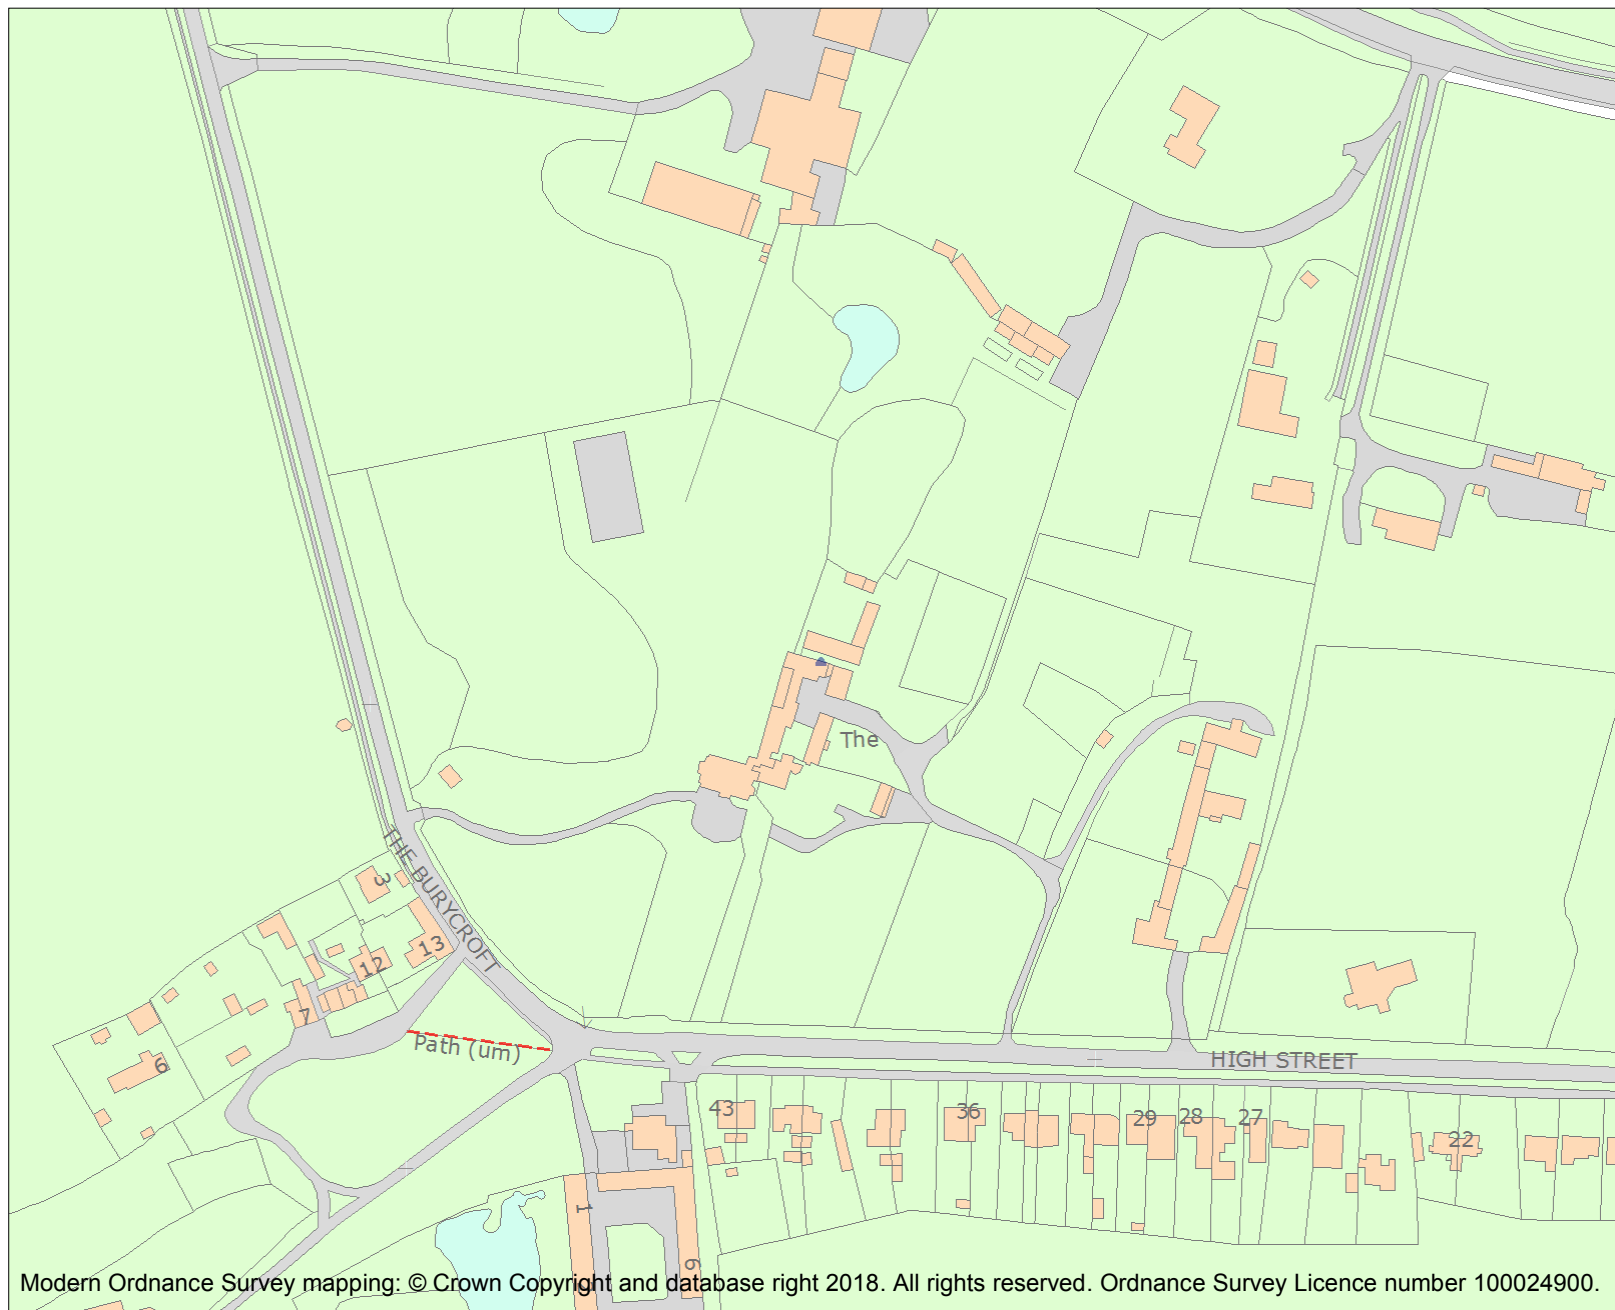 The
THE BURYCROFT
3
13
12
7
6
Path (um)
HIGH STREET
43
36
29
28
27
22
1
6
Modern Ordnance Survey mapping: © Crown Copyright and database right 2018. All rights reserved. Ordnance Survey Licence number 100024900.